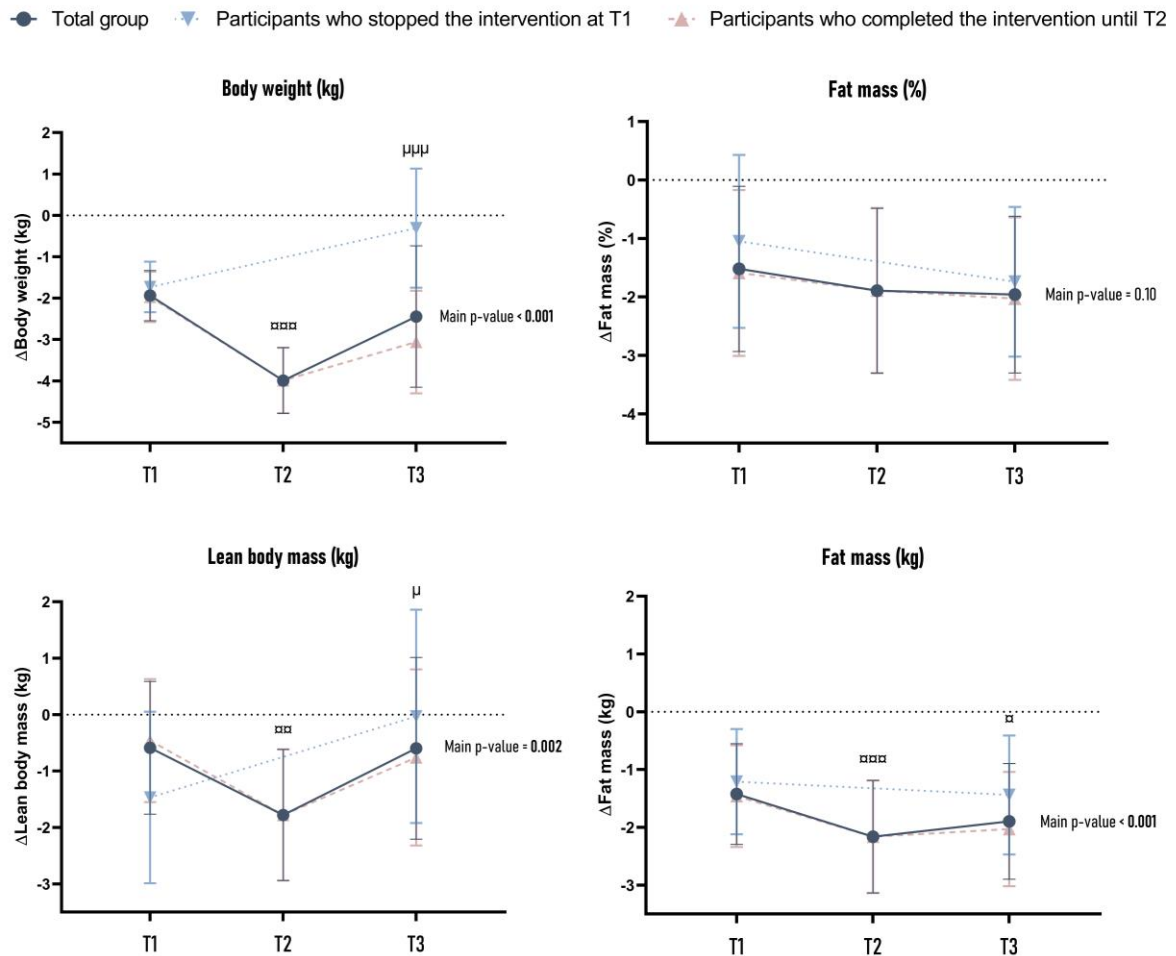 Total group Participants who stopped the intervention at T1 Participants who completed the intervention until T2
Body weight (kg)
ΔBody weight (kg)
2
1
0
-1
-2
-3
-4
-5
¤¤¤
µµµ
Main p-value < 0.001
T1 T2 T3
Fat mass (%)
ΔFat mass (%)
1
0
-1
-2
-3
-4
Main p-value = 0.10
T1 T2 T3
Lean body mass (kg)
ΔLean body mass (kg)
2
1
0
-1
-2
-3
¤¤
µ
Main p-value = 0.002
T1 T2 T3
Fat mass (kg)
ΔFat mass (kg)
2
1
0
-1
-2
-3
¤¤¤
¤
Main p-value < 0.001
T1 T2 T3